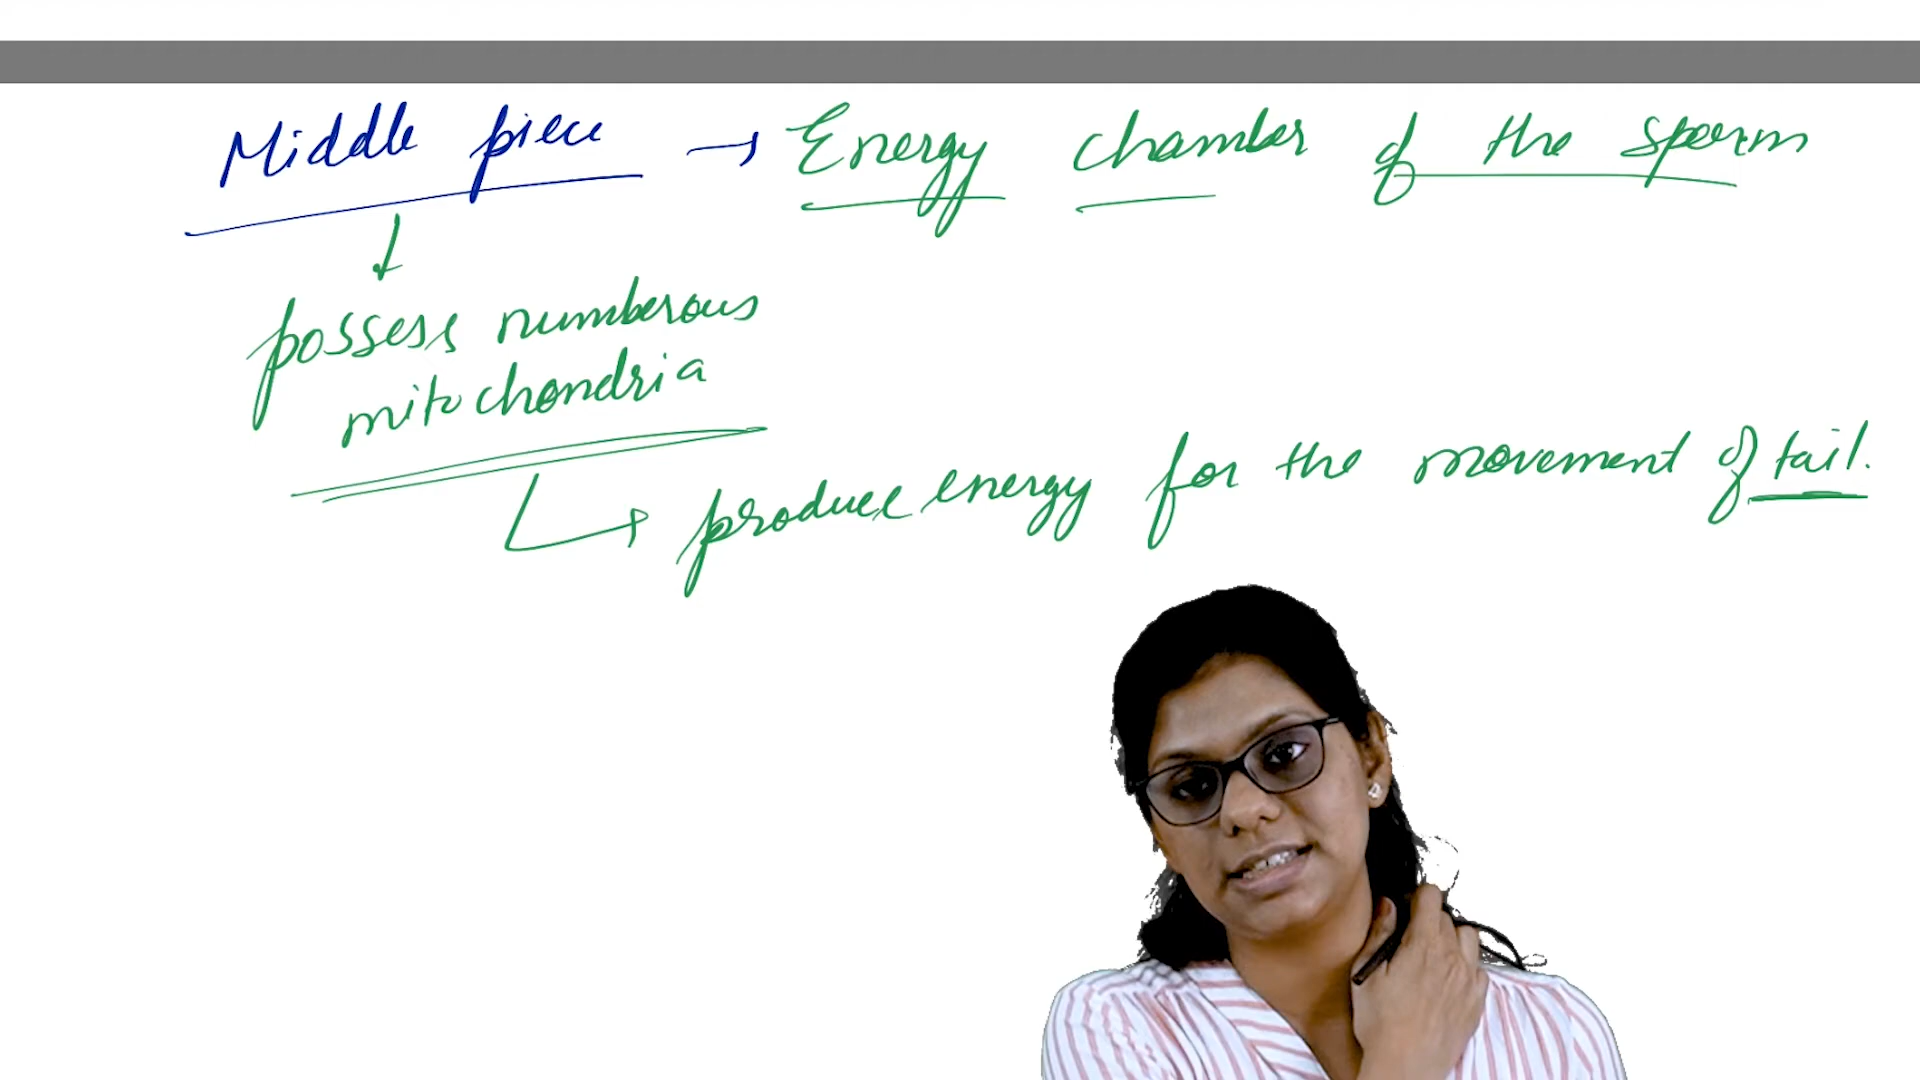 Middle piece → Energy chamber of the sperm
possess numberous
mitochondria
produce energy for the movement of tail.